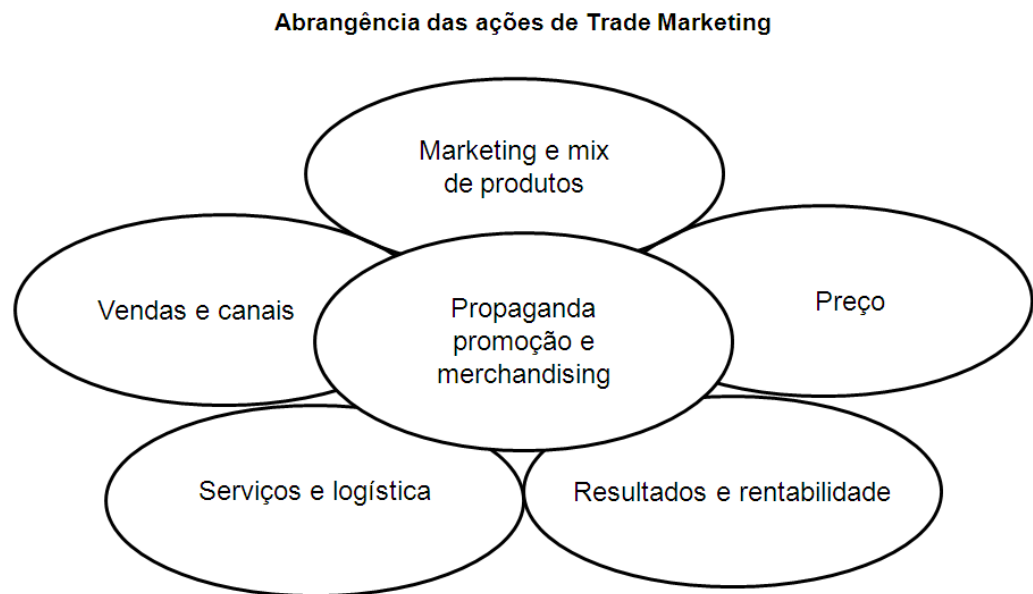 Abrangência das ações de Trade Marketing
Marketing e mix
de produtos
Vendas e canais
Propaganda
promoção e
merchandising
Preço
Serviços e logística
Resultados e rentabilidade